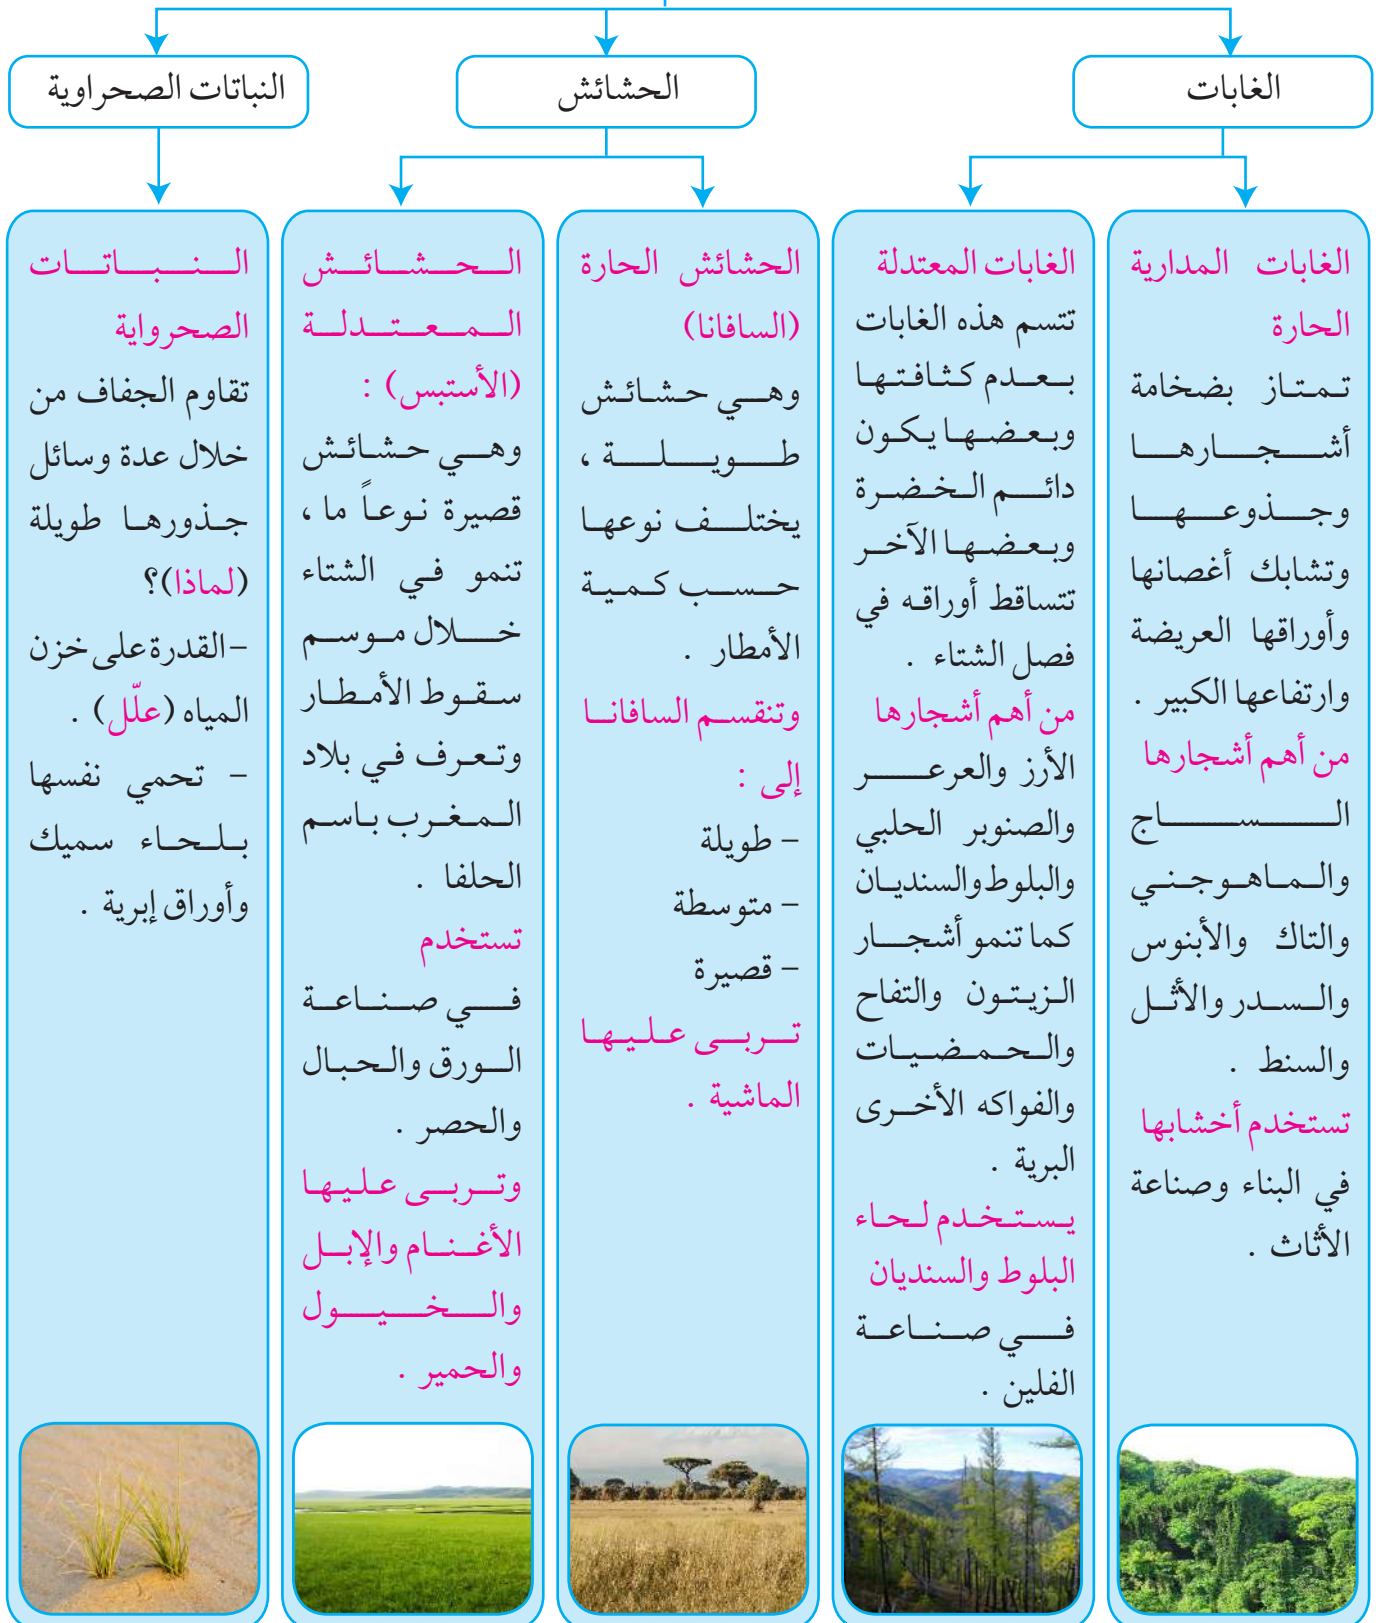 الغابات
الحشائش
النباتات الصحراوية
الغابات المدارية
الحارة
تمتاز بضخامة
أشجارها
وجذوعها
وتشابك أغصانها
وأوراقها العريضة
وارتفاعها الكبير .
من أهم أشجارها
الساج
والماهوجني
والتاك والأبنوس
والسدر والأثل
والسنط .
تستخدم أخشابها
في البناء وصناعة
الأثاث .
الغابات المعتدلة
تتسم هذه الغابات
بعدم كثافتها
وبعضها يكون
دائم الخضرة
وبعضها الآخر
تتساقط أوراقه في
فصل الشتاء .
من أهم أشجارها
الأرز والعرعر
والصنوبر الحلبي
والبلوط والسنديان
كما تنمو أشجار
الزيتون والتفاح
والحمضيات
والفواكه الأخرى
البرية .
يستخدم لحاء
البلوط والسنديان
في صناعة
الفلين .
الحشائش الحارة
(السافانا)
وهي حشائش
طويلة ،
يختلف نوعها
حسب كمية
الأمطار .
وتنقسم السافانا
إلى :
- طويلة
- متوسطة
- قصيرة
تربى عليها
الماشية .
الحشائش
المعتدلة
(الأستبس) :
وهي حشائش
قصيرة نوعاً ما ،
تنمو في الشتاء
خلال موسم
سقوط الأمطار
وتعرف في بلاد
المغرب باسم
الحلفا .
تستخدم
في صناعة
الورق والحبال
والحصر .
وتربى عليها
الأغنام والإبل
والخيول
والحمير .
النباتات
الصحرواية
تقاوم الجفاف من
خلال عدة وسائل
جذورها طويلة
(لماذا)؟
-القدرة على خزن
المياه (علّل) .
- تحمي نفسها
بلحاء سميك
وأوراق إبرية .